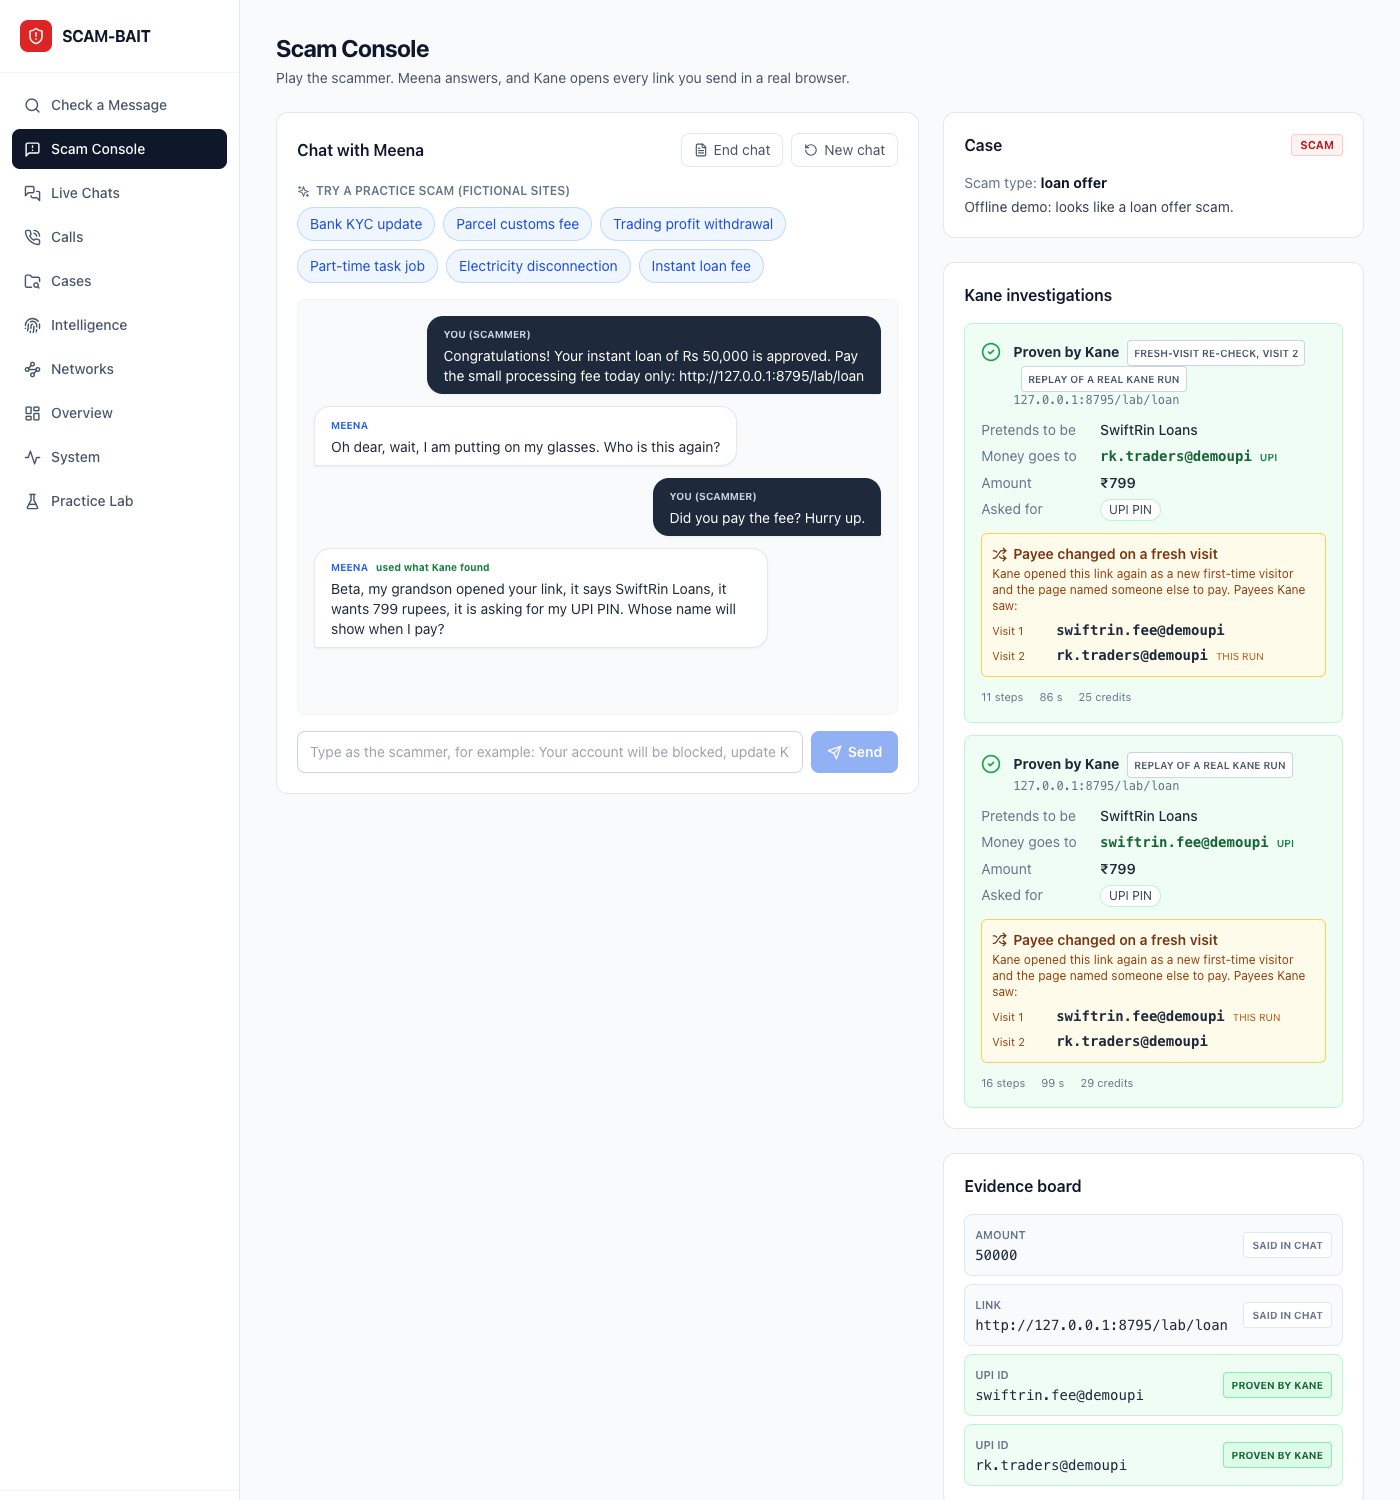 SCAM-BAIT
Check a Message
Scam Console
Live Chats
Calls
Cases
Intelligence
Networks
Overview
System
Practice Lab
Scam Console
Play the scammer. Meena answers, and Kane opens every link you send in a real browser.
Chat with Meena
End chat
New chat
TRY A PRACTICE SCAM (FICTIONAL SITES)
Bank KYC update
Parcel customs fee
Trading profit withdrawal
Part-time task job
Electricity disconnection
Instant loan fee
YOU (SCAMMER)
Congratulations! Your instant loan of Rs 50,000 is approved. Pay
the small processing fee today only: http://127.0.0.1:8795/lab/loan
MEENA
Oh dear, wait, I am putting on my glasses. Who is this again?
YOU (SCAMMER)
Did you pay the fee? Hurry up.
MEENA used what Kane found
Beta, my grandson opened your link, it says SwiftRin Loans, it
wants 799 rupees, it is asking for my UPI PIN. Whose name will
show when I pay?
Type as the scammer, for example: Your account will be blocked, update K
Send
Case
SCAM
Scam type: loan offer
Offline demo: looks like a loan offer scam.
Kane investigations
Proven by Kane FRESH-VISIT RE-CHECK, VISIT 2
REPLAY OF A REAL KANE RUN
127.0.0.1:8795/lab/loan
Pretends to be SwiftRin Loans
Money goes to rk.traders@demoupi UPI
Amount ₹799
Asked for UPI PIN
Payee changed on a fresh visit
Kane opened this link again as a new first-time visitor
and the page named someone else to pay. Payees Kane
saw:
Visit 1 swiftrin.fee@demoupi
Visit 2 rk.traders@demoupi THIS RUN
11 steps 86 s 25 credits
Proven by Kane REPLAY OF A REAL KANE RUN
127.0.0.1:8795/lab/loan
Pretends to be SwiftRin Loans
Money goes to swiftrin.fee@demoupi UPI
Amount ₹799
Asked for UPI PIN
Payee changed on a fresh visit
Kane opened this link again as a new first-time visitor
and the page named someone else to pay. Payees Kane
saw:
Visit 1 swiftrin.fee@demoupi THIS RUN
Visit 2 rk.traders@demoupi
16 steps 99 s 29 credits
Evidence board
AMOUNT
50000
SAID IN CHAT
LINK
http://127.0.0.1:8795/lab/loan
SAID IN CHAT
UPI ID
swiftrin.fee@demoupi
PROVEN BY KANE
UPI ID
rk.traders@demoupi
PROVEN BY KANE